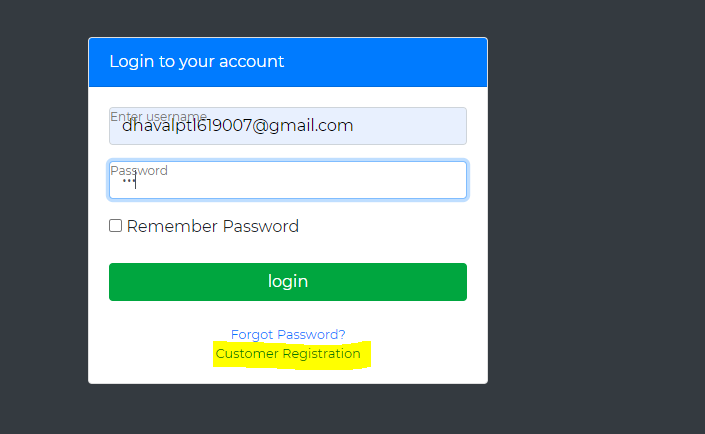 Login to your account
Enter username
dhavalptl619007@gmail.com
Password
•••
Remember Password
login
Forgot Password?
Customer Registration